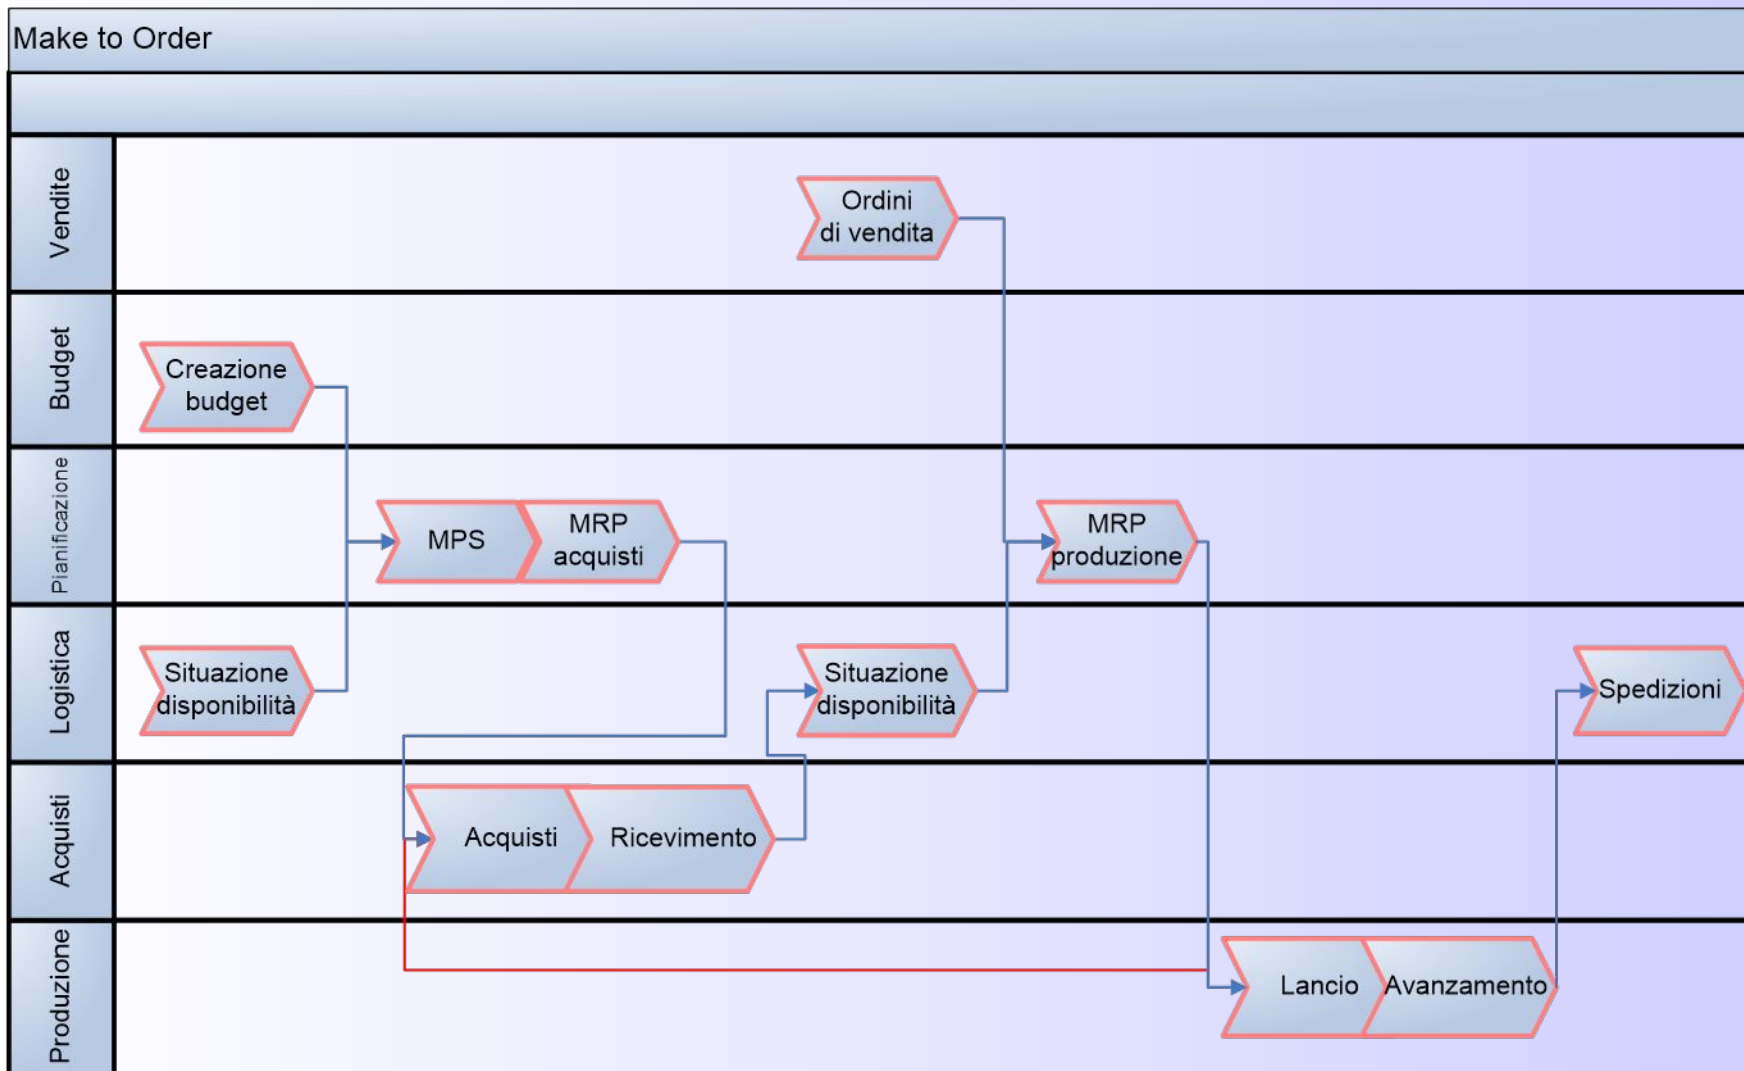 Make to Order
Vendite
Ordini
di vendita
Budget
Creazione
budget
Pianificazione
MPS
MRP
acquisti
MRP
produzione
Logistica
Situazione
disponibilità
Situazione
disponibilità
Spedizioni
Acquisti
Acquisti
Ricevimento
Produzione
Lancio
Avanzamento